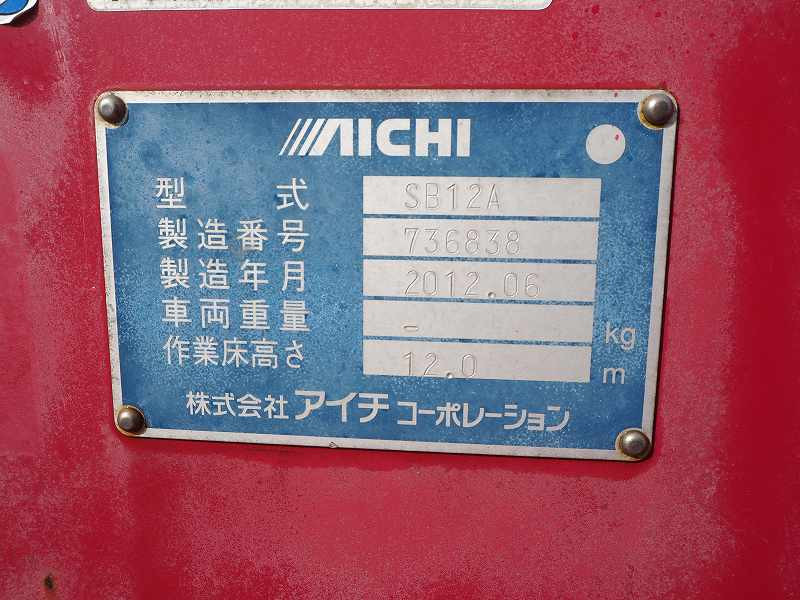 AICHI
型式 SB12A
製造番号 736838
製造年月 2012.06
車両重量 - kg
作業床高さ 12.0 m
株式会社 アイチ コーポレーション